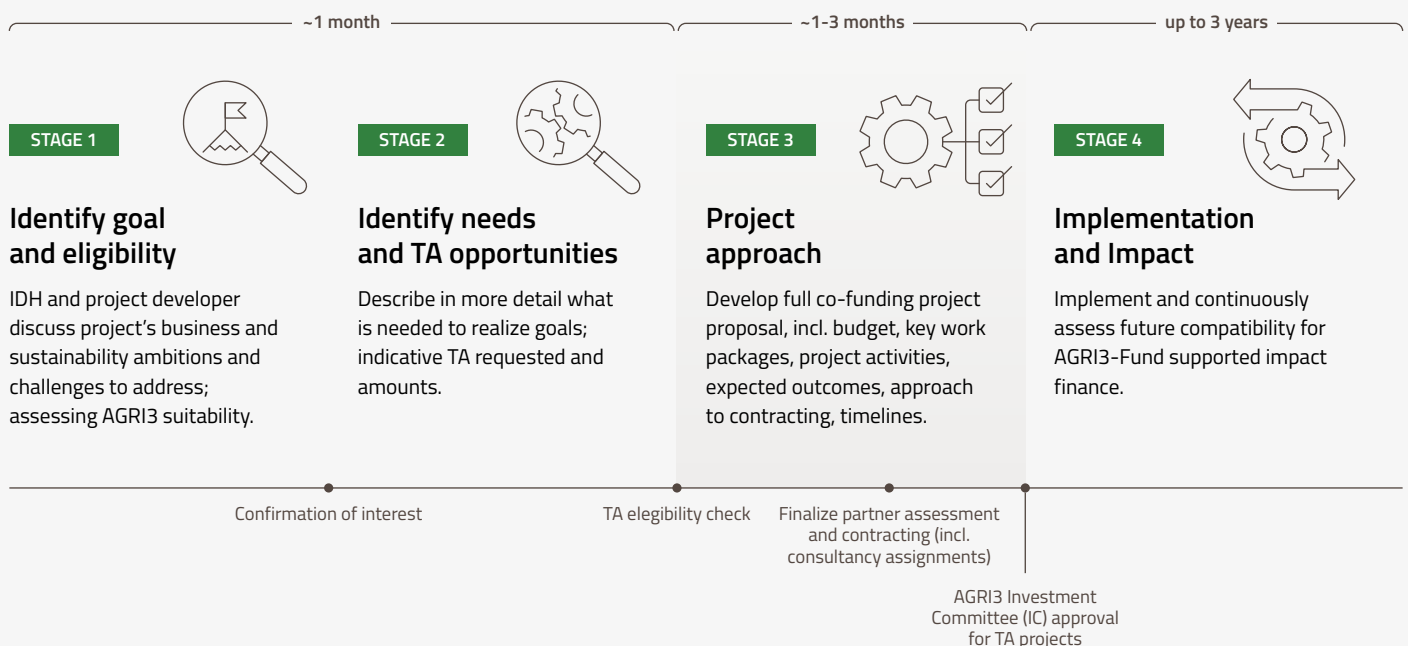 ~1 month
~1-3 months
up to 3 years
STAGE 1
Identify goal
and eligibility
IDH and project developer
discuss project's business and
sustainability ambitions and
challenges to address;
assessing AGRI3 suitability.
STAGE 2
Identify needs
and TA opportunities
Describe in more detail what
is needed to realize goals;
indicative TA requested and
amounts.
STAGE 3
Project
approach
Develop full co-funding project
proposal, incl. budget, key work
packages, project activities,
expected outcomes, approach
to contracting, timelines.
STAGE 4
Implementation
and Impact
Implement and continuously
assess future compatibility for
AGRI3-Fund supported impact
finance.
Confirmation of interest
TA elegibility check
Finalize partner assessment
and contracting (incl.
consultancy assignments)
AGRI3 Investment
Committee (IC) approval
for TA projects